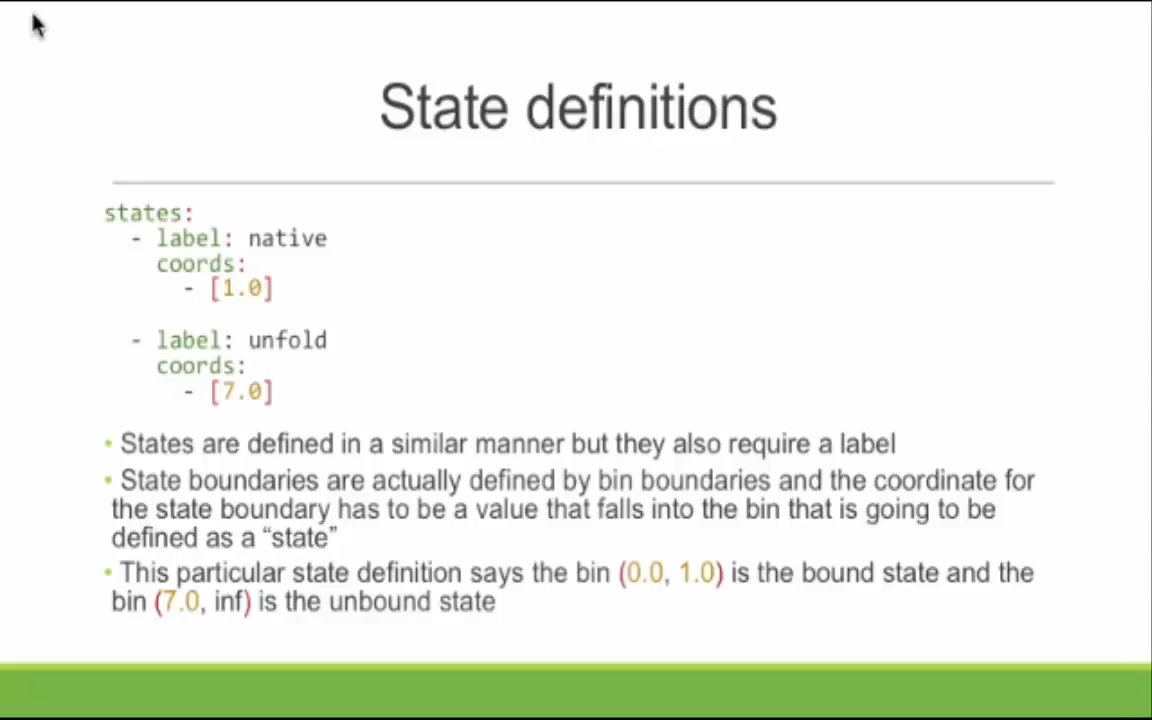 State definitions
states:
  - label: native
    coords:
      - [1.0]
  - label: unfold
    coords:
      - [7.0]
• States are defined in a similar manner but they also require a label
• State boundaries are actually defined by bin boundaries and the coordinate for
the state boundary has to be a value that falls into the bin that is going to be
defined as a “state”
• This particular state definition says the bin (0.0, 1.0) is the bound state and the
bin (7.0, inf) is the unbound state